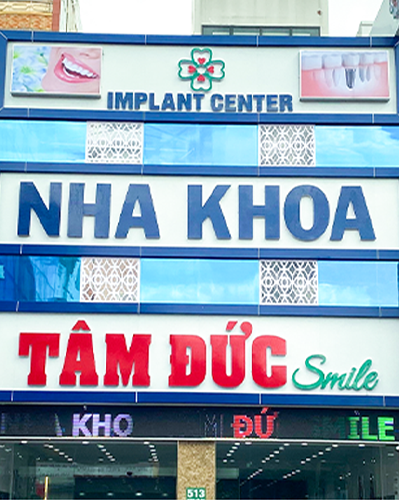 IMPLANT CENTER
NHA KHOA
TÂM ĐỨC Smile
KHO ĐỨ ILE
513